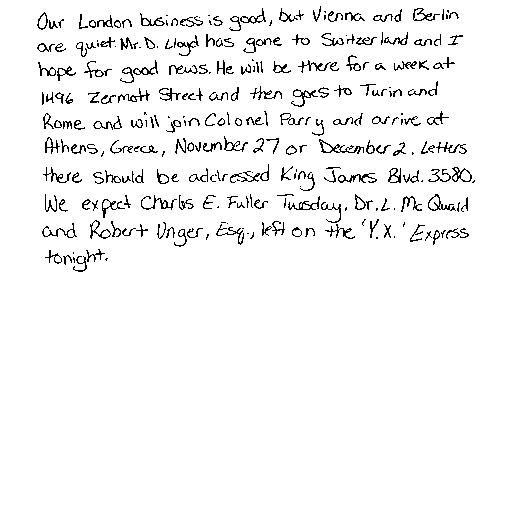 Our London business is good, but Vienna and Berlin
are quiet. Mr. D. Lloyd has gone to Switzerland and I
hope for good news. He will be there for a week at
1496 Zermott Street and then goes to Turin and
Rome and will join Colonel Parry and arrive at
Athens, Greece, November 27 or December 2. Letters
there should be addressed King James Blvd. 3580.
We expect Charles E. Fuller Tuesday. Dr. L. McQuaid
and Robert Unger, Esq., left on the 'Y.X.' Express
tonight.